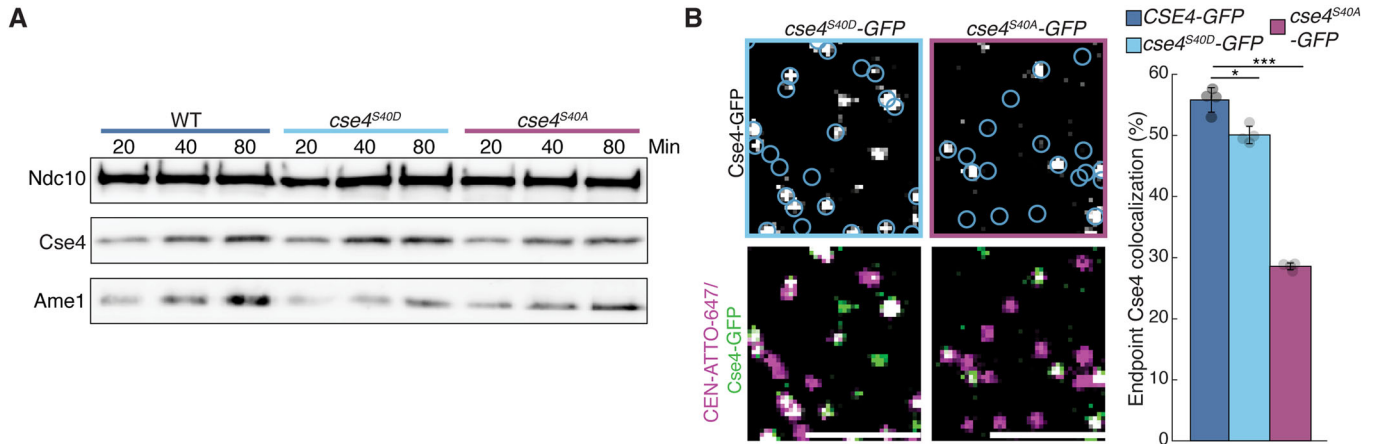 A
WT cse4S40D cse4S40A
20 40 80 20 40 80 20 40 80 Min
Ndc10
Cse4
Ame1
B
cse4S40D-GFP cse4S40A-GFP
Cse4-GFP
CEN-ATTO-647/
Cse4-GFP
CSE4-GFP
cse4S40D-GFP
cse4S40A
-GFP
***
*
Endpoint Cse4 colocalization (%)
60
50
40
30
20
10
0